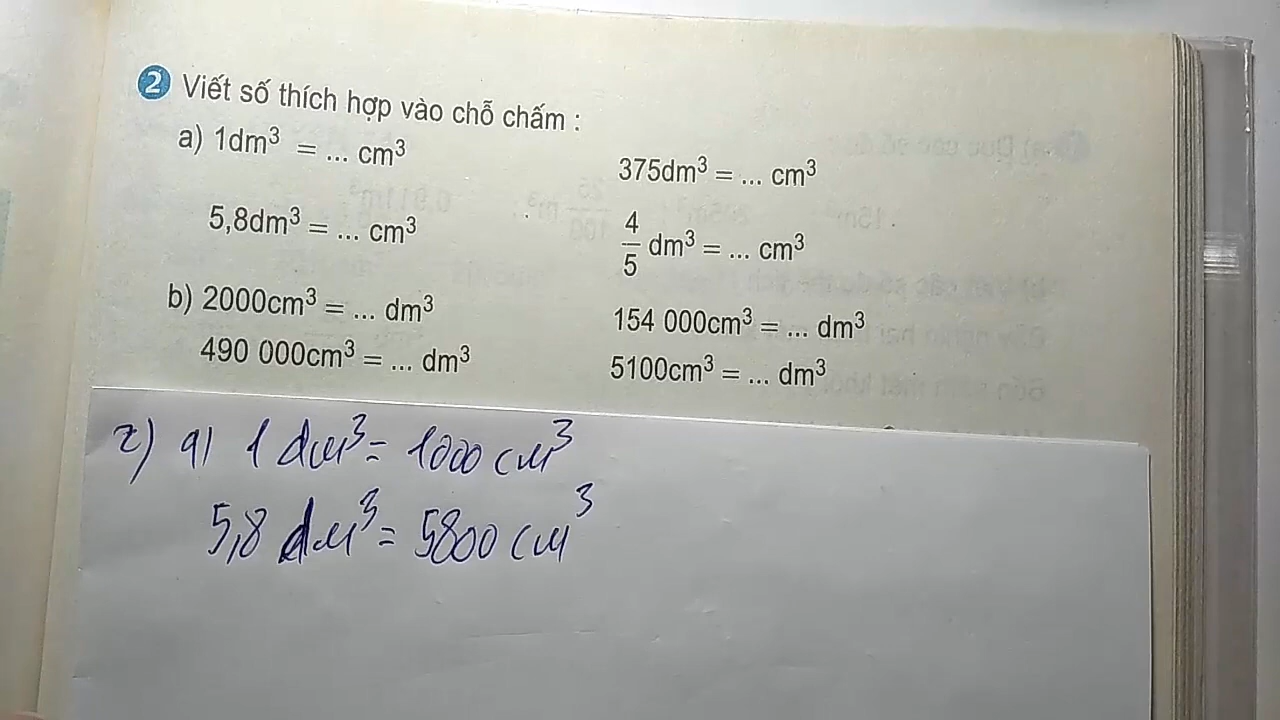 2 Viết số thích hợp vào chỗ chấm :
a) 1dm³ = ... cm³
375dm³ = ... cm³
5,8dm³ = ... cm³
4/5 dm³ = ... cm³
b) 2000cm³ = ... dm³
154 000cm³ = ... dm³
490 000cm³ = ... dm³
5100cm³ = ... dm³
2) a) 1 dm³ = 1000 cm³
5,8 dm³ = 5800 cm³